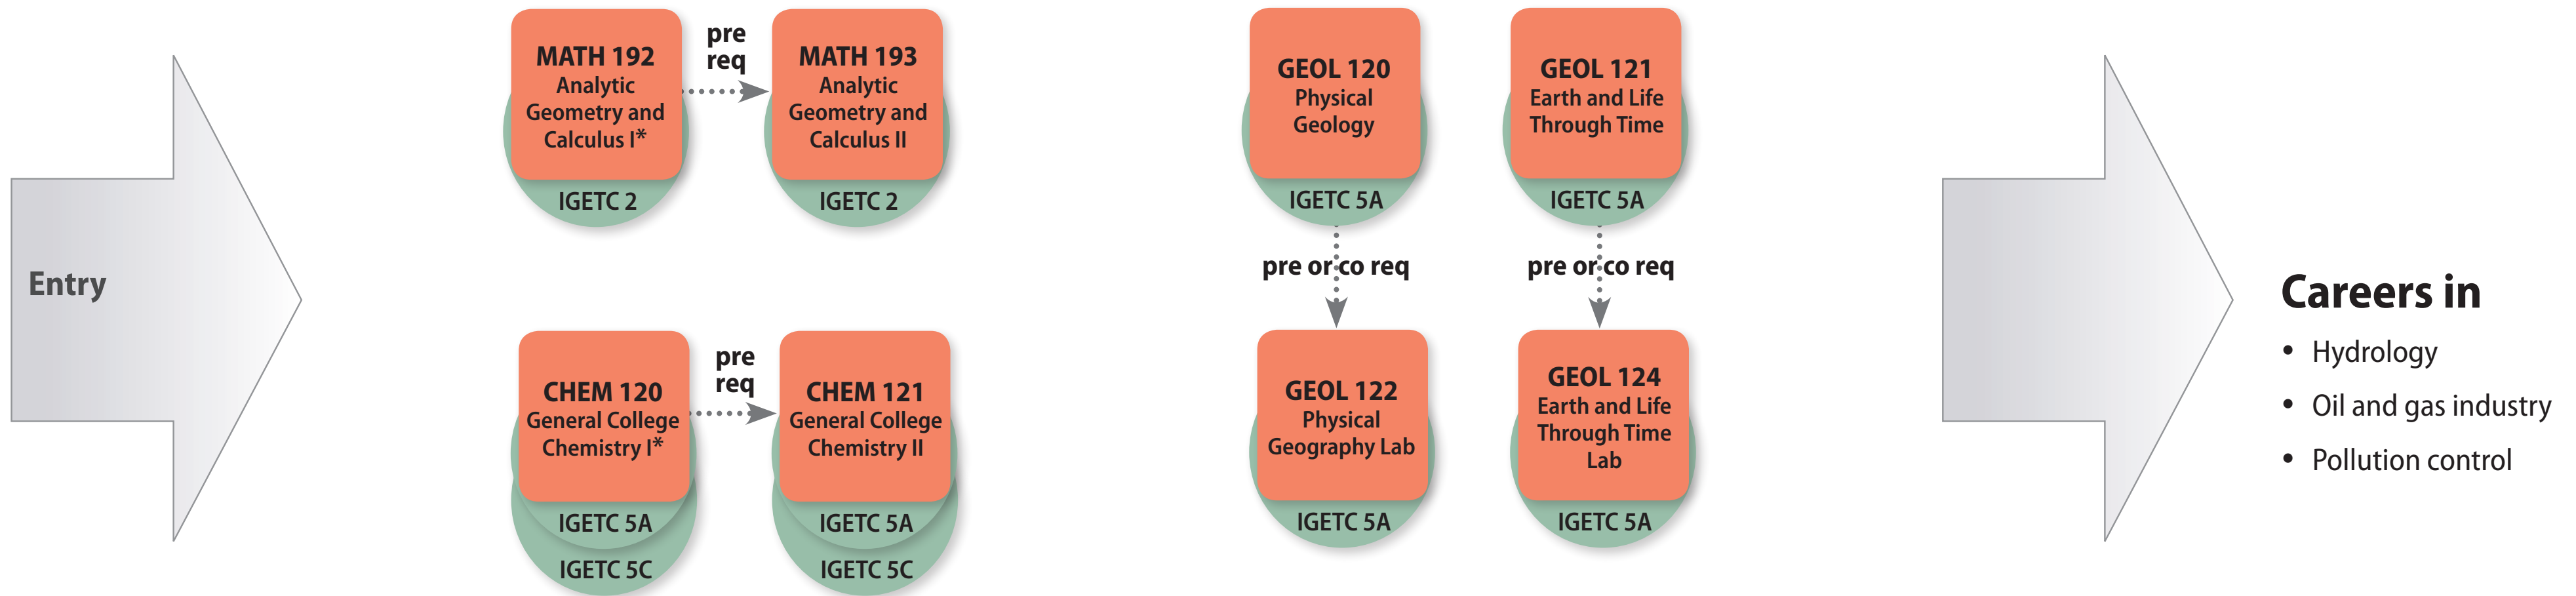 Entry
MATH 192
Analytic
Geometry and
Calculus I*
IGETC 2
pre
req
MATH 193
Analytic
Geometry and
Calculus II
IGETC 2
CHEM 120
General College
Chemistry I*
IGETC 5A
IGETC 5C
pre
req
CHEM 121
General College
Chemistry II
IGETC 5A
IGETC 5C
GEOL 120
Physical
Geology
IGETC 5A
pre or co req
GEOL 122
Physical
Geography Lab
IGETC 5A
GEOL 121
Earth and Life
Through Time
IGETC 5A
pre or co req
GEOL 124
Earth and Life
Through Time
Lab
IGETC 5A
Careers in
• Hydrology
• Oil and gas industry
• Pollution control